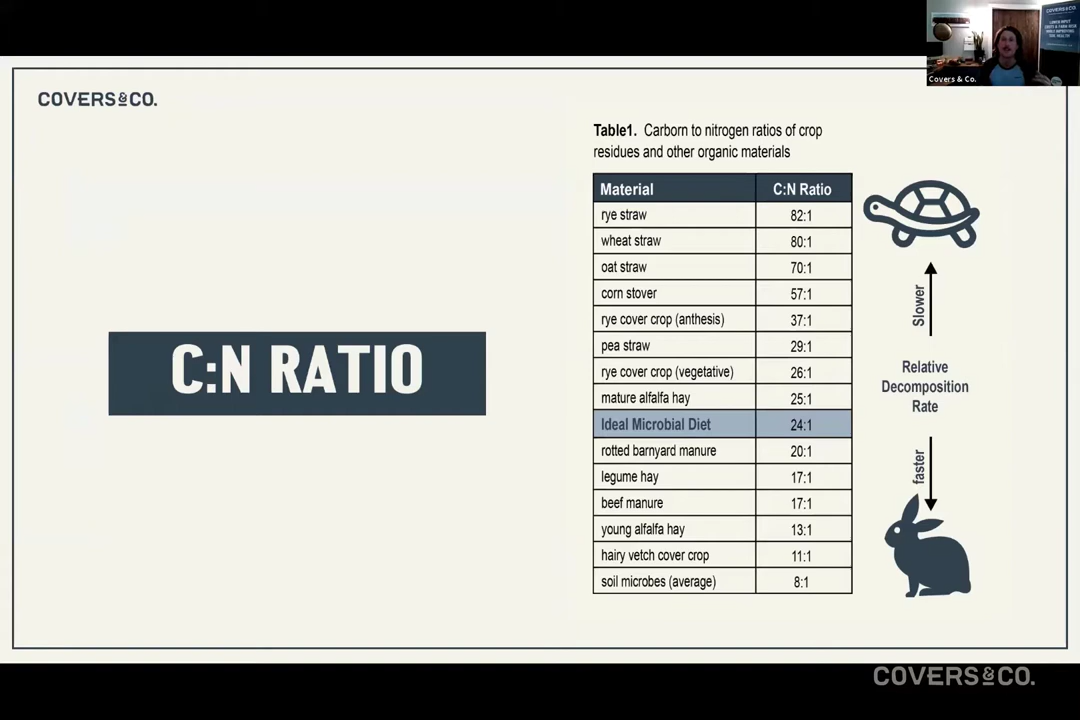 COVERS&CO.
Covers & Co.
COVERS&CO.
Table1. Carborn to nitrogen ratios of crop
residues and other organic materials
C:N RATIO
Material C:N Ratio
rye straw 82:1
wheat straw 80:1
oat straw 70:1
corn stover 57:1
rye cover crop (anthesis) 37:1
pea straw 29:1
rye cover crop (vegetative) 26:1
mature alfalfa hay 25:1
Ideal Microbial Diet 24:1
rotted barnyard manure 20:1
legume hay 17:1
beef manure 17:1
young alfalfa hay 13:1
hairy vetch cover crop 11:1
soil microbes (average) 8:1
Slower
Relative
Decomposition
Rate
faster
COVERS&CO.